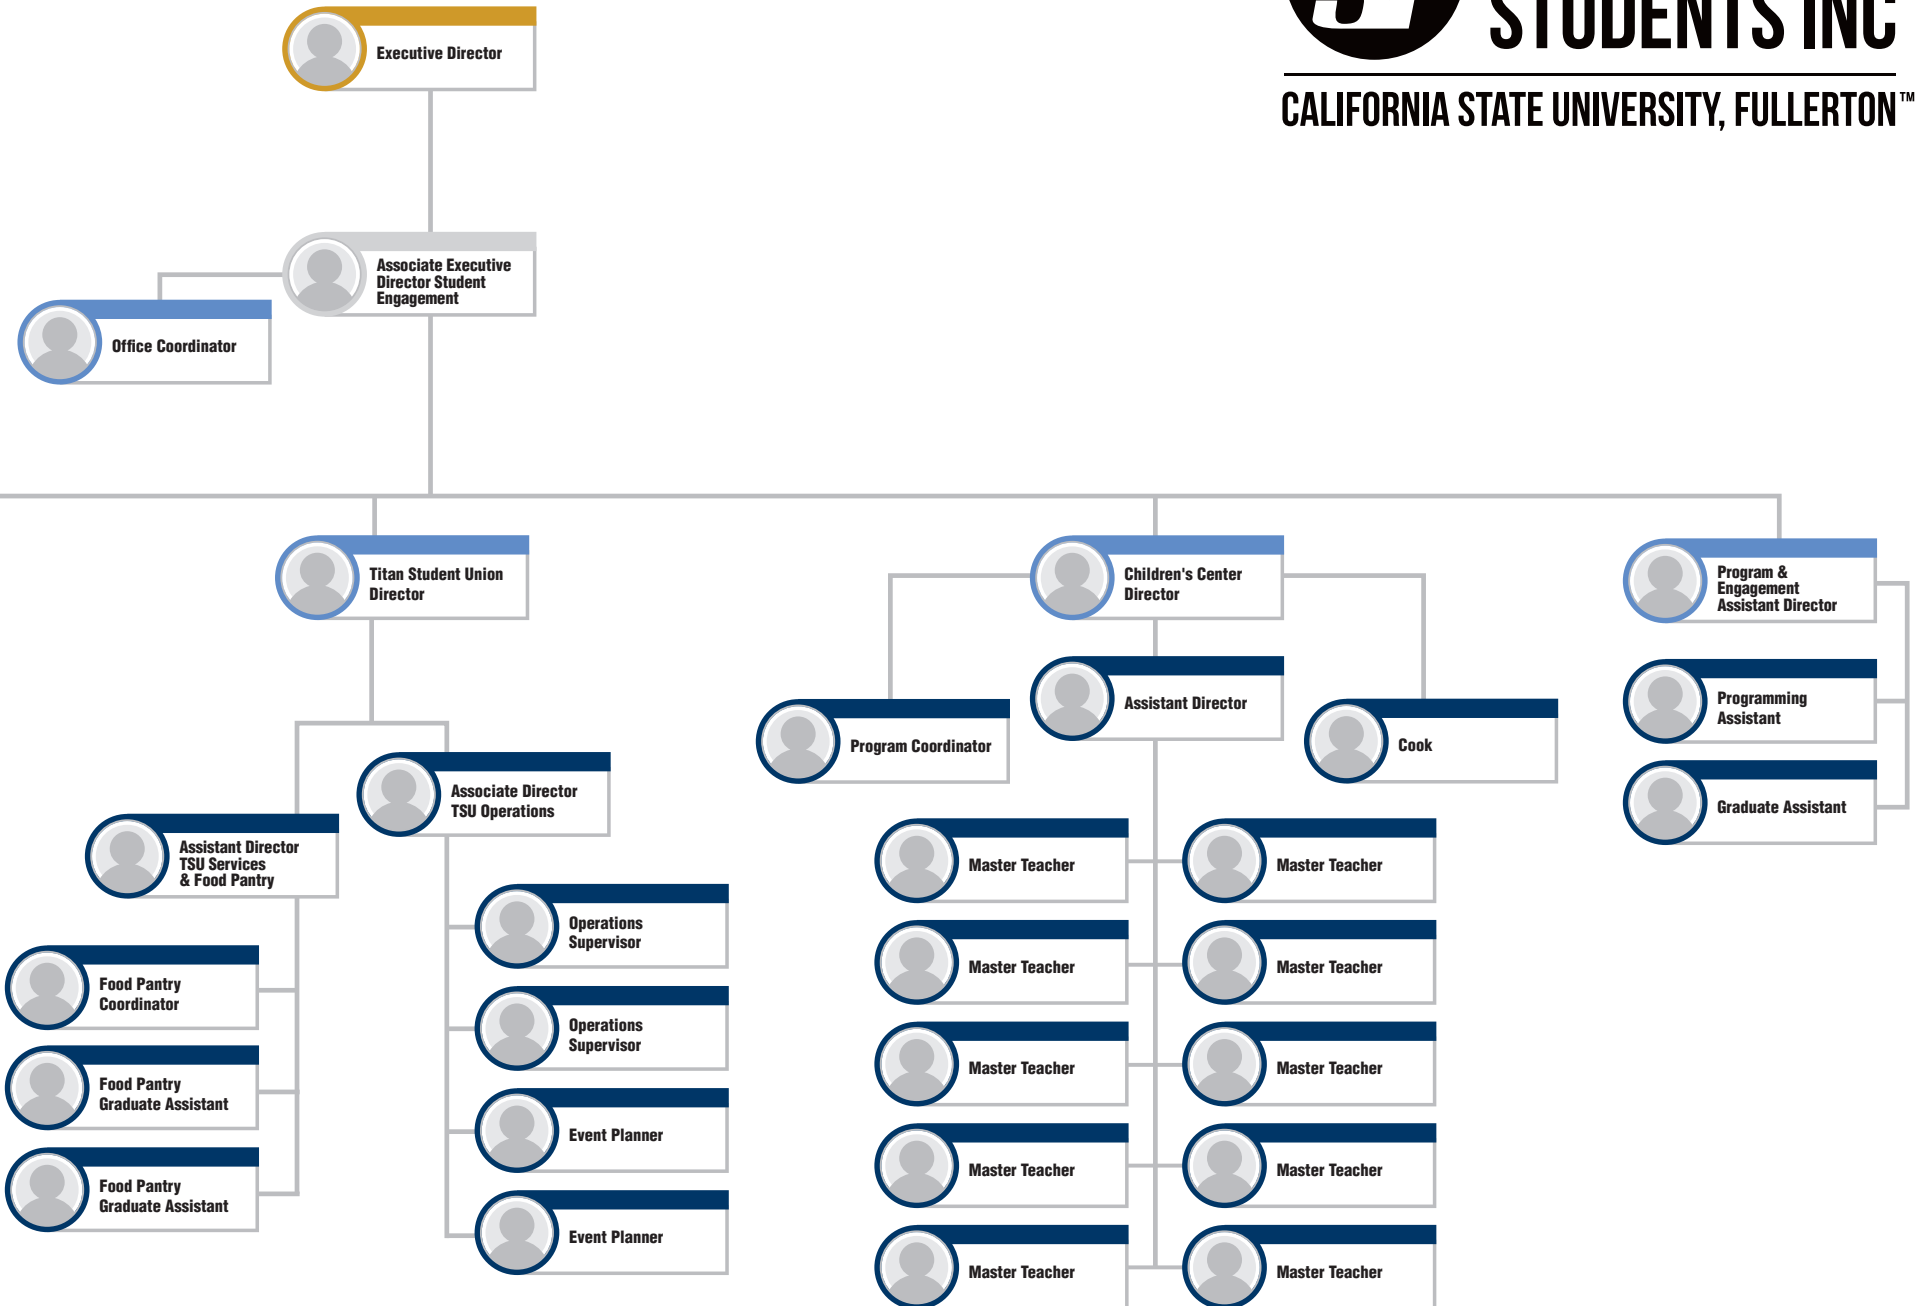 STUDENTS INC
CALIFORNIA STATE UNIVERSITY, FULLERTON™
Executive Director
Associate Executive
Director Student
Engagement
Office Coordinator
Titan Student Union
Director
Children's Center
Director
Program &
Engagement
Assistant Director
Assistant Director
Program Coordinator
Cook
Programming
Assistant
Graduate Assistant
Associate Director
TSU Operations
Assistant Director
TSU Services
& Food Pantry
Food Pantry
Coordinator
Food Pantry
Graduate Assistant
Food Pantry
Graduate Assistant
Operations
Supervisor
Operations
Supervisor
Event Planner
Event Planner
Master Teacher
Master Teacher
Master Teacher
Master Teacher
Master Teacher
Master Teacher
Master Teacher
Master Teacher
Master Teacher
Master Teacher